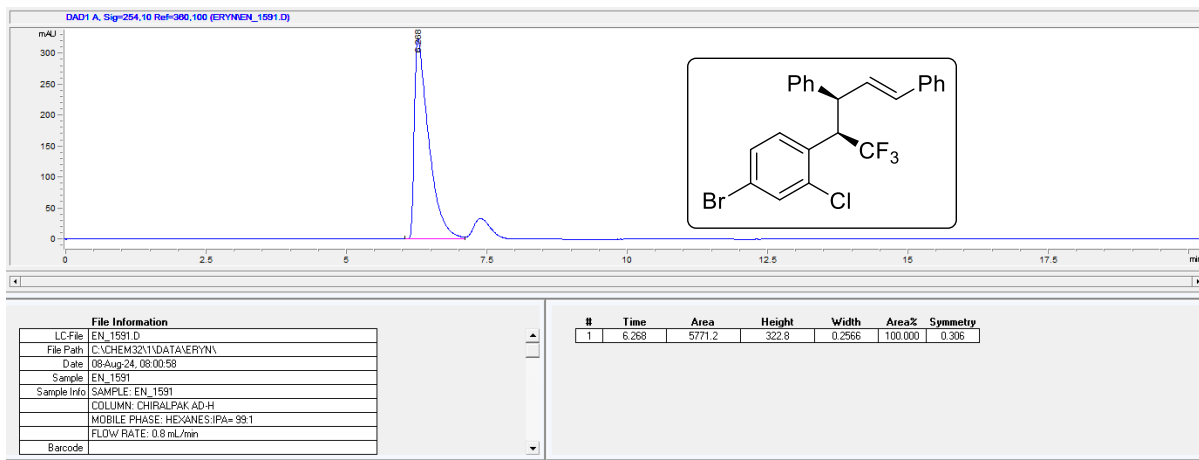 DAD1 A, Sig=254,10 Ref=360,100 (ERYN\EN_1591.D)
mAU
300
250
200
150
100
50
0
6.268
0 2.5 5 7.5 10 12.5 15 17.5 min
Ph
Ph
CF3
Cl
Br
File Information
LC-File EN_1591.D
File Path C:\CHEM32\1\DATA\ERYN\
Date 08-Aug-24, 08:00:58
Sample EN_1591
Sample Info SAMPLE: EN_1591
COLUMN: CHIRALPAK AD-H
MOBILE PHASE: HEXANES:IPA= 99:1
FLOW RATE: 0.8 mL/min
Barcode
# Time Area Height Width Area% Symmetry
1 6.268 5771.2 322.8 0.2566 100.000 0.306